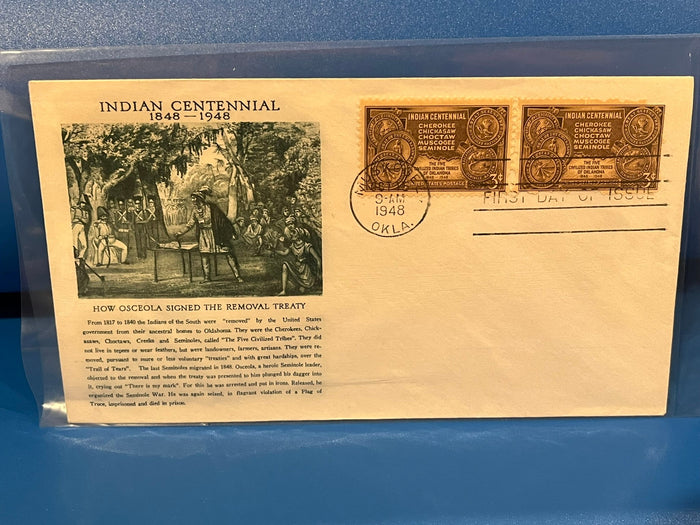 INDIAN CENTENNIAL
1848 — 1948
HOW OSCEOLA SIGNED THE REMOVAL TREATY
From 1817 to 1840 the Indians of the South were "removed" by the United States
government from their ancestral homes to Oklahoma. They were the Cherokees, Chick-
asaws, Choctaws, Creeks and Seminoles, called "The Five Civilized Tribes". They did
not live in tepees or wear feathers, but were landowners, farmers, artisans. They were re-
moved, pursuant to more or less voluntary "treaties" and with great hardships, over the
"Trail of Tears". The last Seminoles migrated in 1848. Osceola, a heroic Seminole leader,
objected to the removal and when the treaty was presented to him plunged his dagger into
it, crying out "There is my mark". For this he was arrested and put in irons. Released, he
organized the Seminole War. He was again seized, in flagrant violation of a Flag of
Truce, imprisoned and died in prison.
INDIAN CENTENNIAL
CHEROKEE
CHICKASAW
CHOCTAW
MUSCOGEE
SEMINOLE
THE FIVE
CIVILIZED INDIAN TRIBES
OF OKLAHOMA
1848-1948
UNITED STATES POSTAGE 3¢
INDIAN CENTENNIAL
CHEROKEE
CHICKASAW
CHOCTAW
MUSCOGEE
SEMINOLE
THE FIVE
CIVILIZED INDIAN TRIBES
OF OKLAHOMA
1848-1948
3¢
9-AM
1948
OKLA.
FIRST DAY OF ISSUE